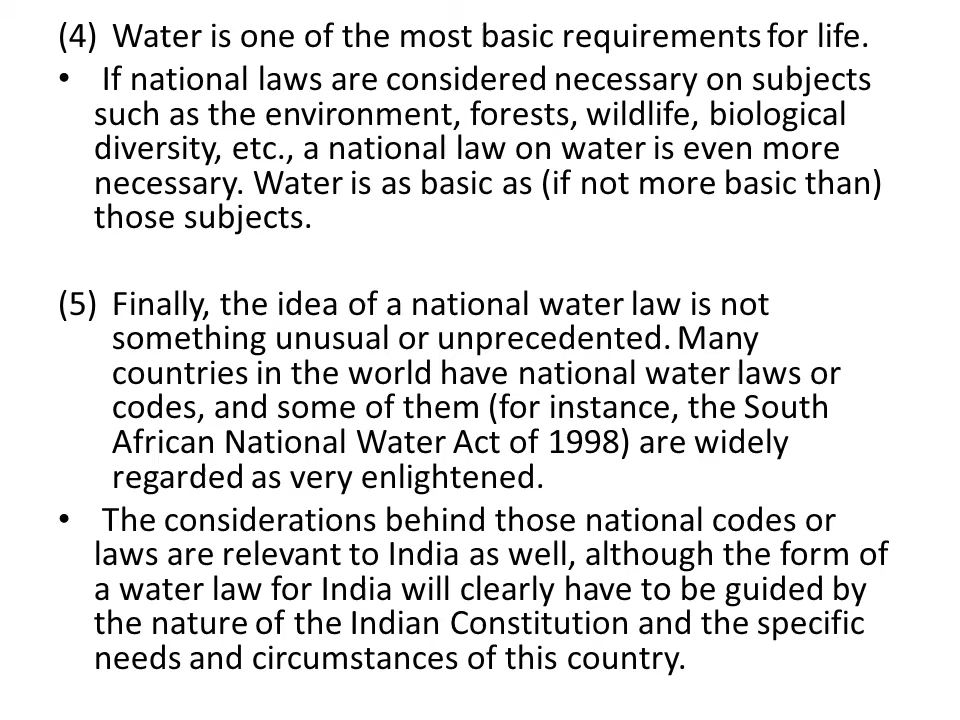 (4) Water is one of the most basic requirements for life.
• If national laws are considered necessary on subjects
such as the environment, forests, wildlife, biological
diversity, etc., a national law on water is even more
necessary. Water is as basic as (if not more basic than)
those subjects.
(5) Finally, the idea of a national water law is not
something unusual or unprecedented. Many
countries in the world have national water laws or
codes, and some of them (for instance, the South
African National Water Act of 1998) are widely
regarded as very enlightened.
• The considerations behind those national codes or
laws are relevant to India as well, although the form of
a water law for India will clearly have to be guided by
the nature of the Indian Constitution and the specific
needs and circumstances of this country.